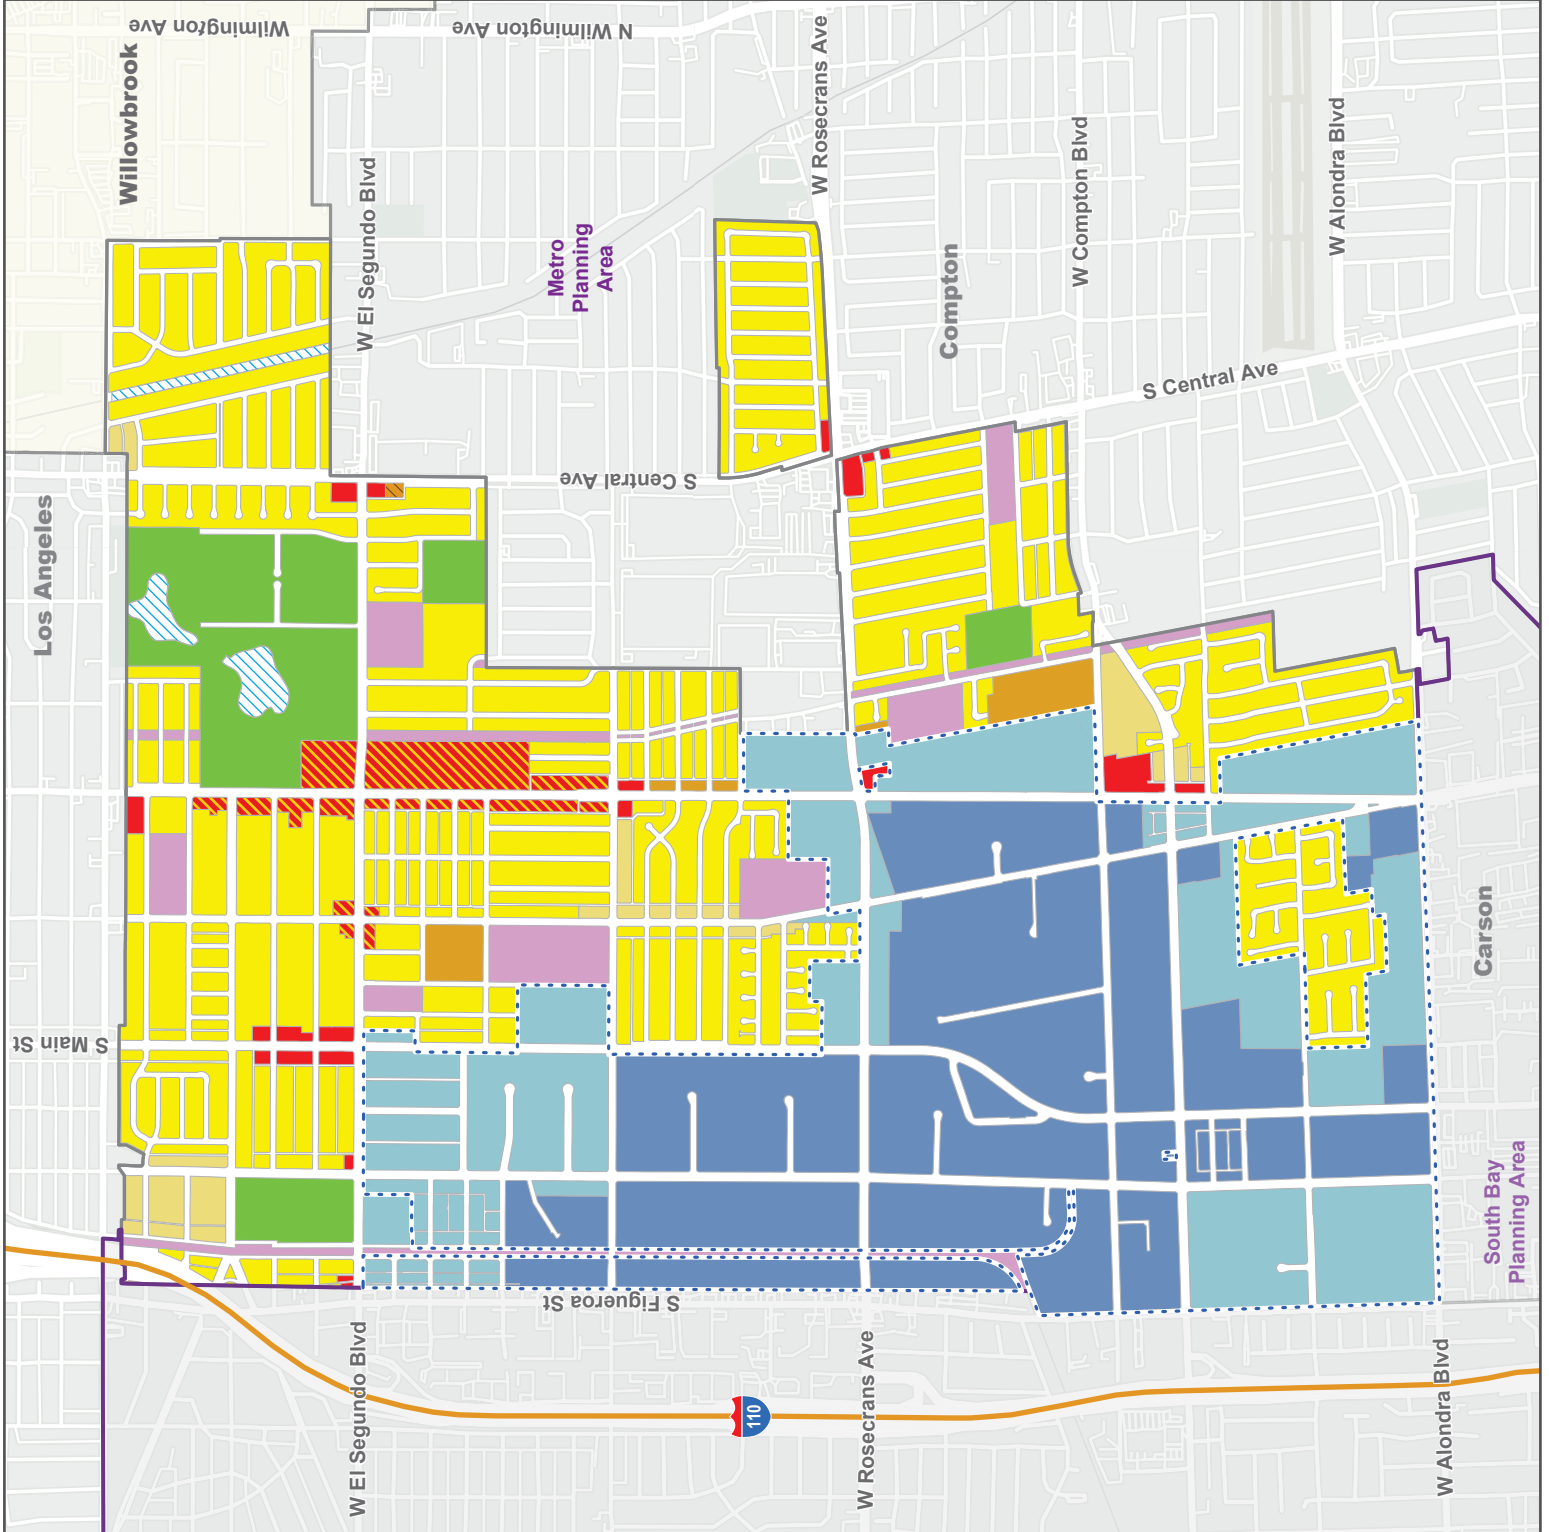 Wilmington Ave
N Wilmington Ave
W Rosecrans Ave
Willowbrook
W El Segundo Blvd
W Compton Blvd
W Alondra Blvd
Metro
Planning
Area
Compton
S Central Ave
S Central Ave
Los Angeles
Carson
S Main St
South Bay
Planning Area
S Figueroa St
W El Segundo Blvd
W Rosecrans Ave
W Alondra Blvd
110